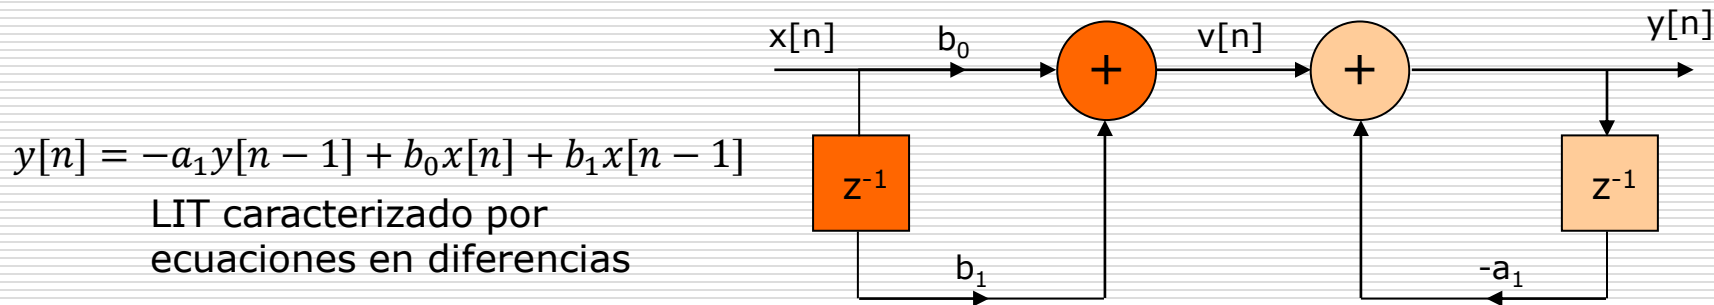 x[n]
b₀
+
v[n]
+
y[n]
y[n] = −a₁y[n − 1] + b₀x[n] + b₁x[n − 1]
z⁻¹
z⁻¹
LIT caracterizado por
ecuaciones en diferencias
b₁
-a₁